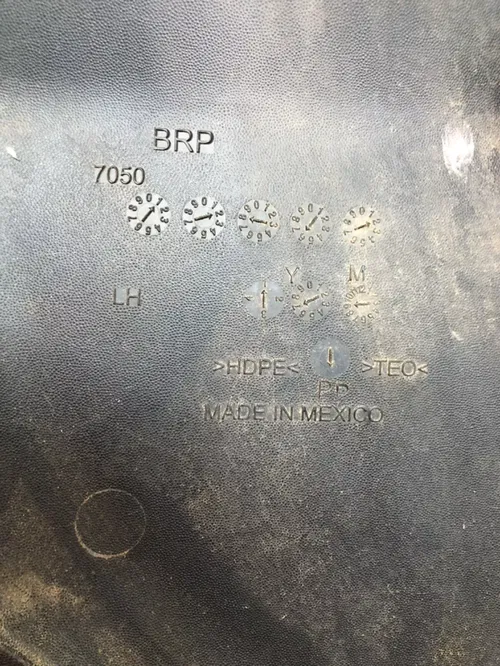 BRP
7050
Y M
LH
>HDPE< >TEO<
PP
MADE IN MEXICO